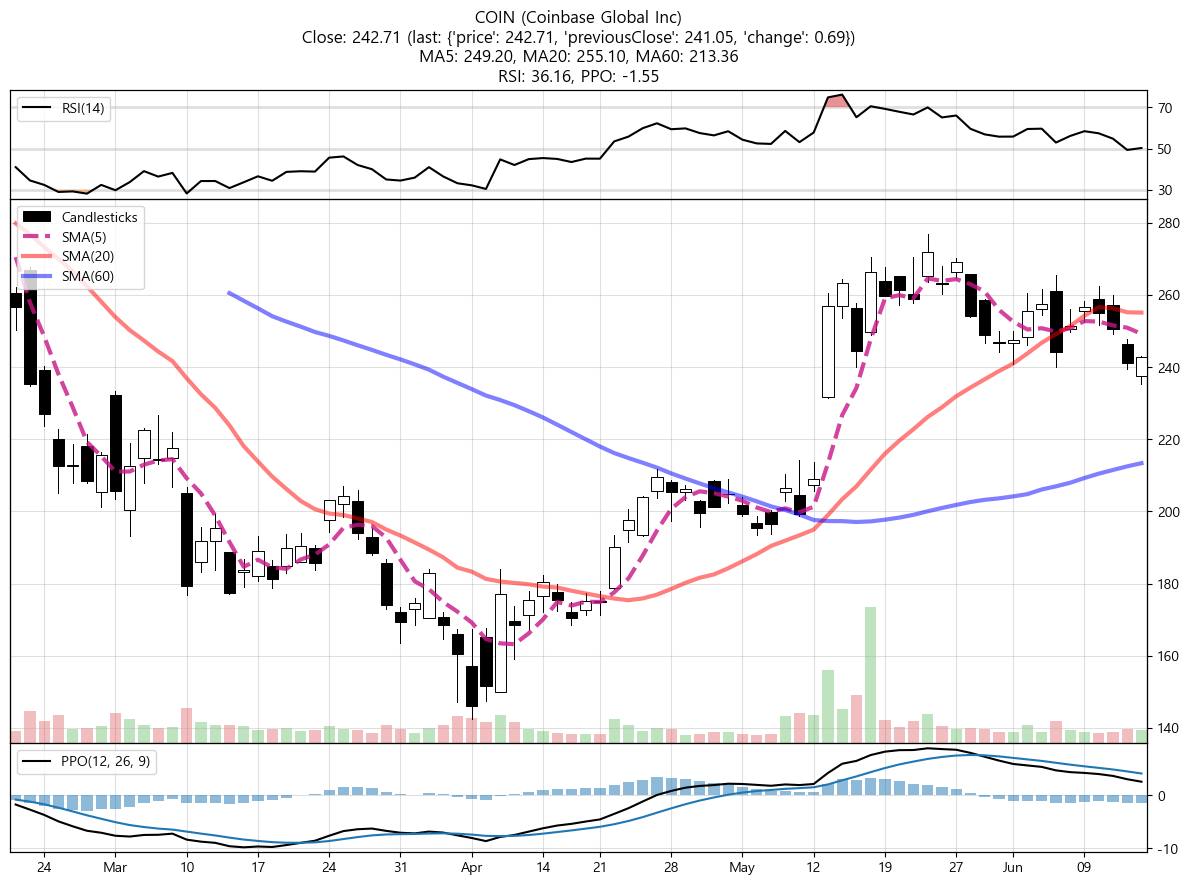 COIN (Coinbase Global Inc)
Close: 242.71 (last: {'price': 242.71, 'previousClose': 241.05, 'change': 0.69})
MA5: 249.20, MA20: 255.10, MA60: 213.36
RSI: 36.16, PPO: -1.55
RSI(14)
70
50
30
Candlesticks
SMA(5)
SMA(20)
SMA(60)
280
260
240
220
200
180
160
140
PPO(12, 26, 9)
0
-10
24 Mar 10 17 24 31 Apr 14 21 28 May 12 19 27 Jun 09